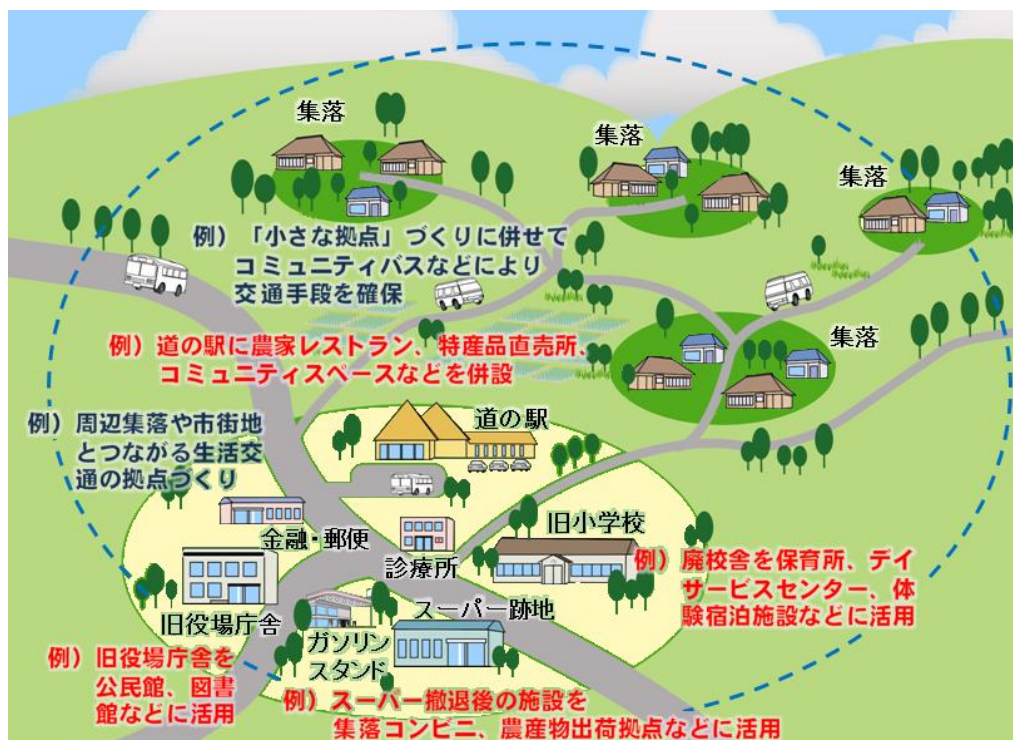 集落
集落
集落
例）「小さな拠点」づくりに併せて
コミュニティバスなどにより
交通手段を確保
集落
例）道の駅に農家レストラン、特産品直売所、
コミュニティスペースなどを併設
道の駅
例）周辺集落や市街地
とつながる生活交
通の拠点づくり
金融・郵便
旧小学校
診療所
例）廃校舎を保育所、デイ
サービスセンター、体
験宿泊施設などに活用
旧役場庁舎
スーパー跡地
ガソリン
スタンド
例）旧役場庁舎を
公民館、図書
館などに活用
例）スーパー撤退後の施設を
集落コンビニ、農産物出荷拠点などに活用